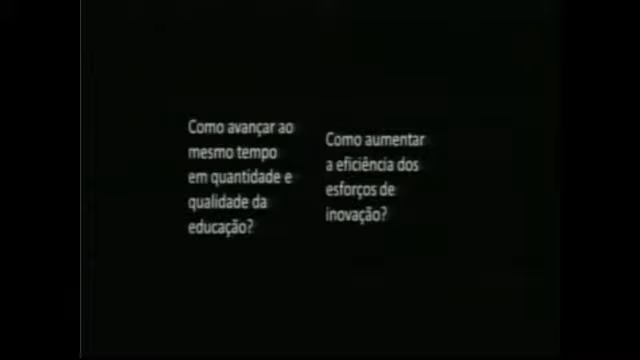 Como avançar ao
mesmo tempo
em quantidade e
qualidade da
educação?
Como aumentar
a eficiência dos
esforços de
inovação?